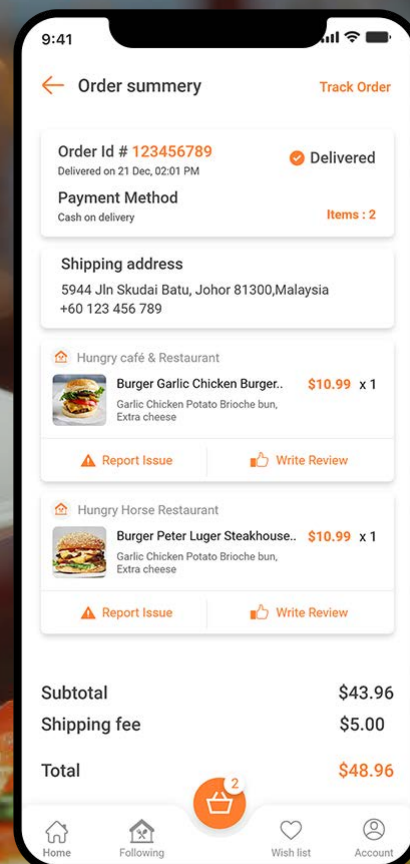 9:41
Order summery
Track Order
Order Id # 123456789
Delivered
Delivered on 21 Dec, 02:01 PM
Payment Method
Cash on delivery
Items : 2
Shipping address
5944 Jln Skudai Batu, Johor 81300,Malaysia
+60 123 456 789
Hungry café & Restaurant
Burger Garlic Chicken Burger.. $10.99 x 1
Garlic Chicken Potato Brioche bun,
Extra cheese
Report Issue
Write Review
Hungry Horse Restaurant
Burger Peter Luger Steakhouse.. $10.99 x 1
Garlic Chicken Potato Brioche bun,
Extra cheese
Report Issue
Write Review
Subtotal $43.96
Shipping fee $5.00
Total $48.96
2
Home
Following
Wish list
Account